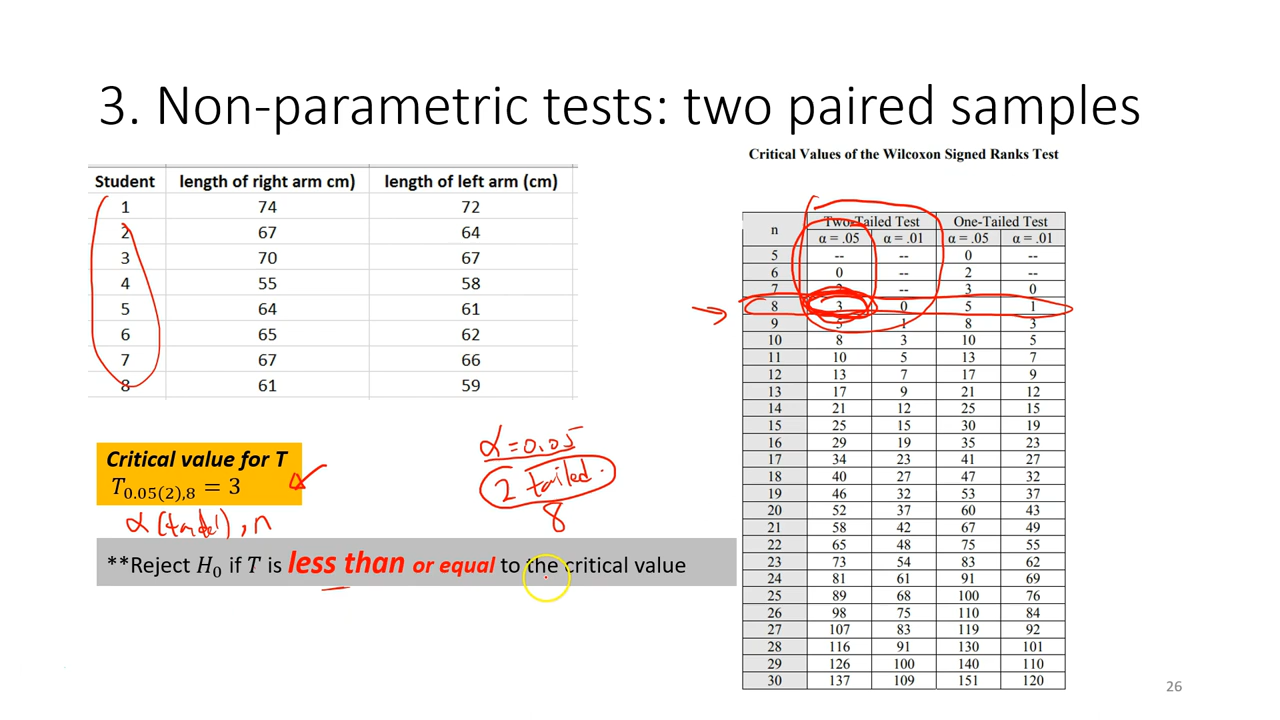 3. Non-parametric tests: two paired samples
Student length of right arm cm) length of left arm (cm)
1 74 72
2 67 64
3 70 67
4 55 58
5 64 61
6 65 62
7 67 66
8 61 59
Critical value for T
T0.05(2),8 = 3
α=0.05
2 tailed.
8
**Reject H0 if T is less than or equal to the critical value
Critical Values of the Wilcoxon Signed Ranks Test
n Two-Tailed Test One-Tailed Test
α = .05 α = .01 α = .05 α = .01
5 -- -- 0 --
6 0 -- 2 --
7 -- 3 0
8 3 0 5 1
9 5 1 8 3
10 8 3 10 5
11 10 5 13 7
12 13 7 17 9
13 17 9 21 12
14 21 12 25 15
15 25 15 30 19
16 29 19 35 23
17 34 23 41 27
18 40 27 47 32
19 46 32 53 37
20 52 37 60 43
21 58 42 67 49
22 65 48 75 55
23 73 54 83 62
24 81 61 91 69
25 89 68 100 76
26 98 75 110 84
27 107 83 119 92
28 116 91 130 101
29 126 100 140 110
30 137 109 151 120
26